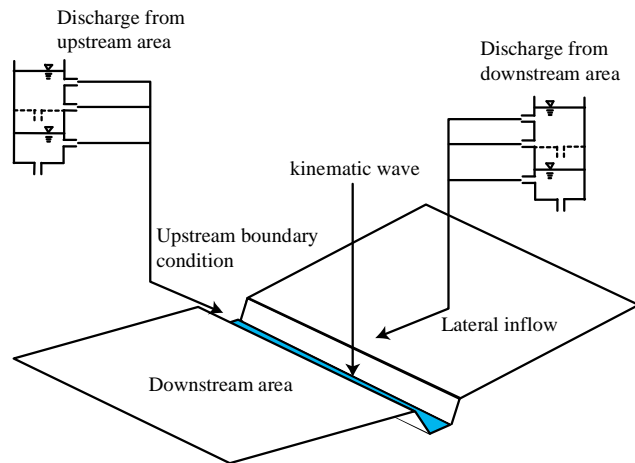 Discharge from
upstream area
Discharge from
downstream area
kinematic wave
Upstream boundary
condition
Lateral inflow
Downstream area